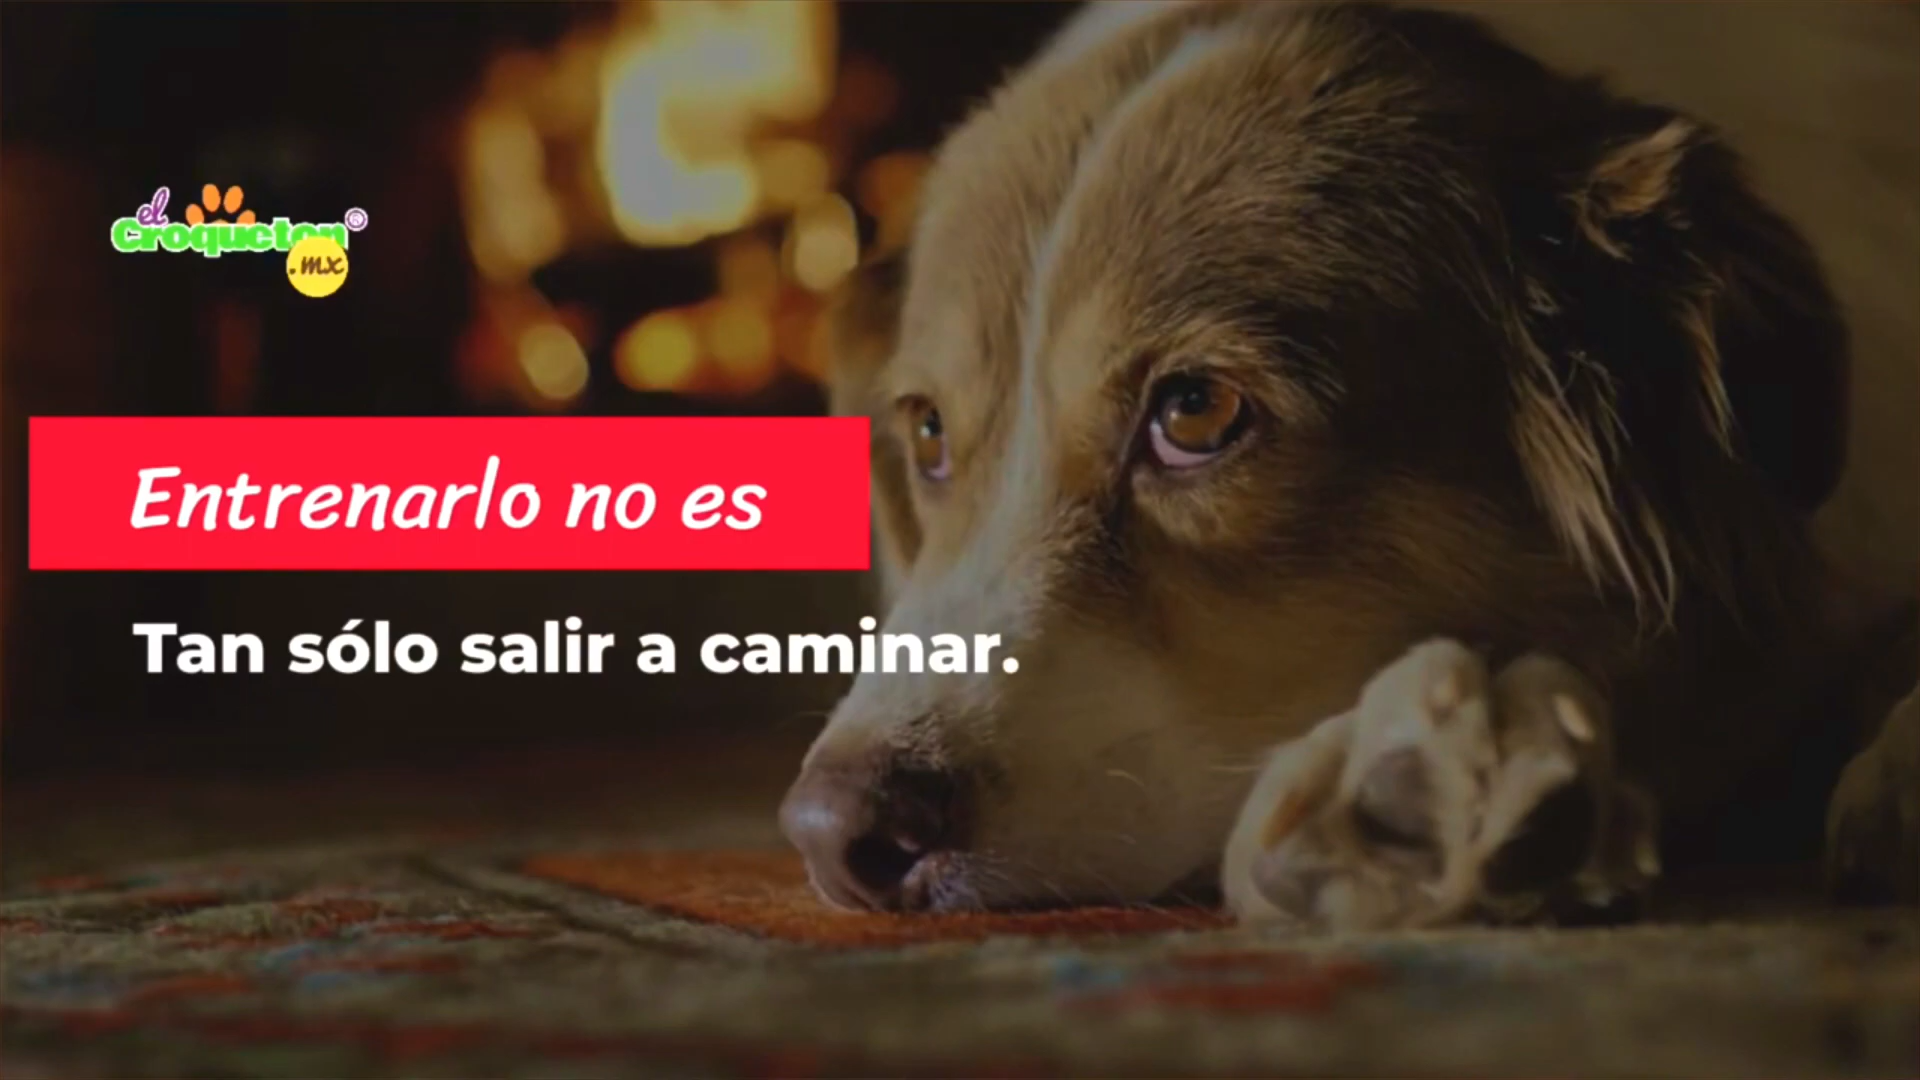 el
Croqueton®
.mx
Entrenarlo no es
Tan sólo salir a caminar.